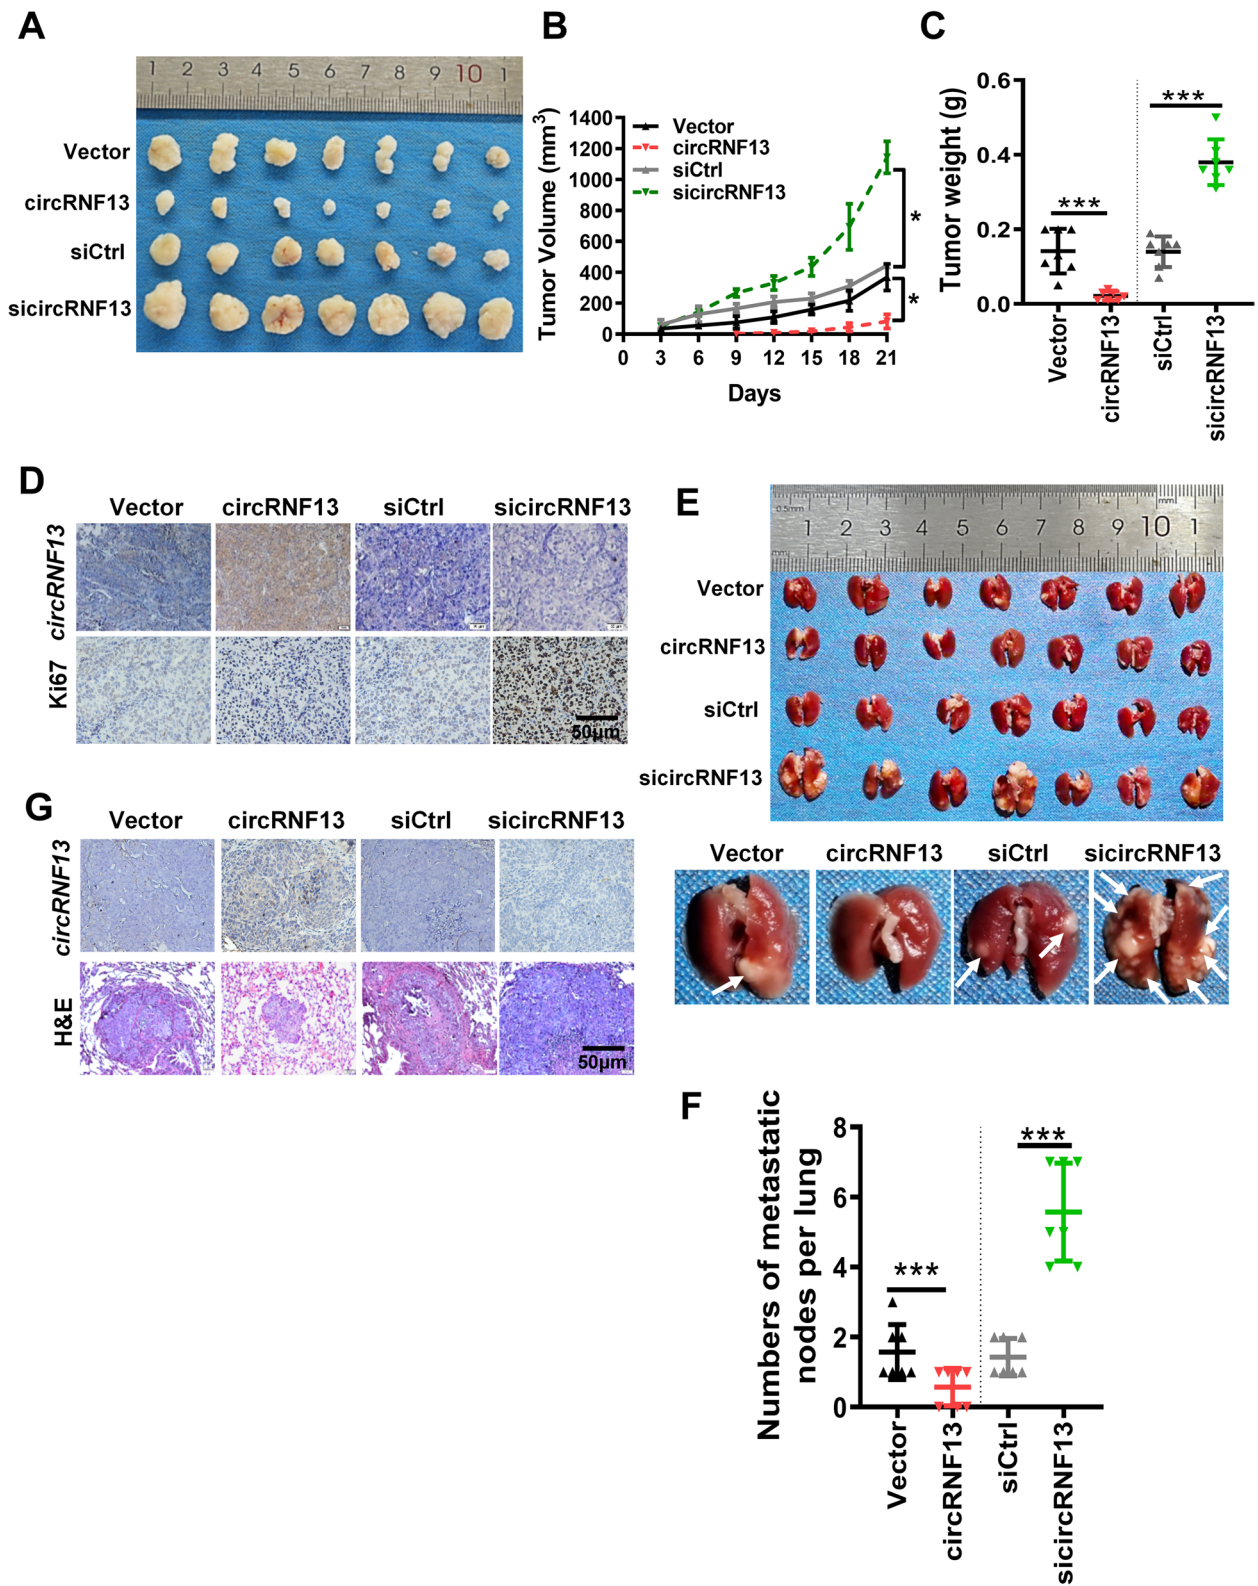 A
1 2 3 4 5 6 7 8 9 10 1
Vector
circRNF13
siCtrl
sicircRNF13
B
Tumor Volume (mm3)
1400
1200
1000
800
600
400
200
0
Vector
circRNF13
siCtrl
sicircRNF13
*
*
0 3 6 9 12 15 18 21
Days
C
Tumor weight (g)
0.6
0.4
0.2
0.0
***
***
Vector
circRNF13
siCtrl
sicircRNF13
D
Vector circRNF13 siCtrl sicircRNF13
circRNF13
Ki67
50μm
E
0.5mm
mm
1 2 3 4 5 6 7 8 9 10 1
mm
Vector
circRNF13
siCtrl
sicircRNF13
Vector circRNF13 siCtrl sicircRNF13
G
Vector circRNF13 siCtrl sicircRNF13
circRNF13
H&E
50μm
F
Numbers of metastatic
nodes per lung
8
6
4
2
0
***
***
Vector
circRNF13
siCtrl
sicircRNF13